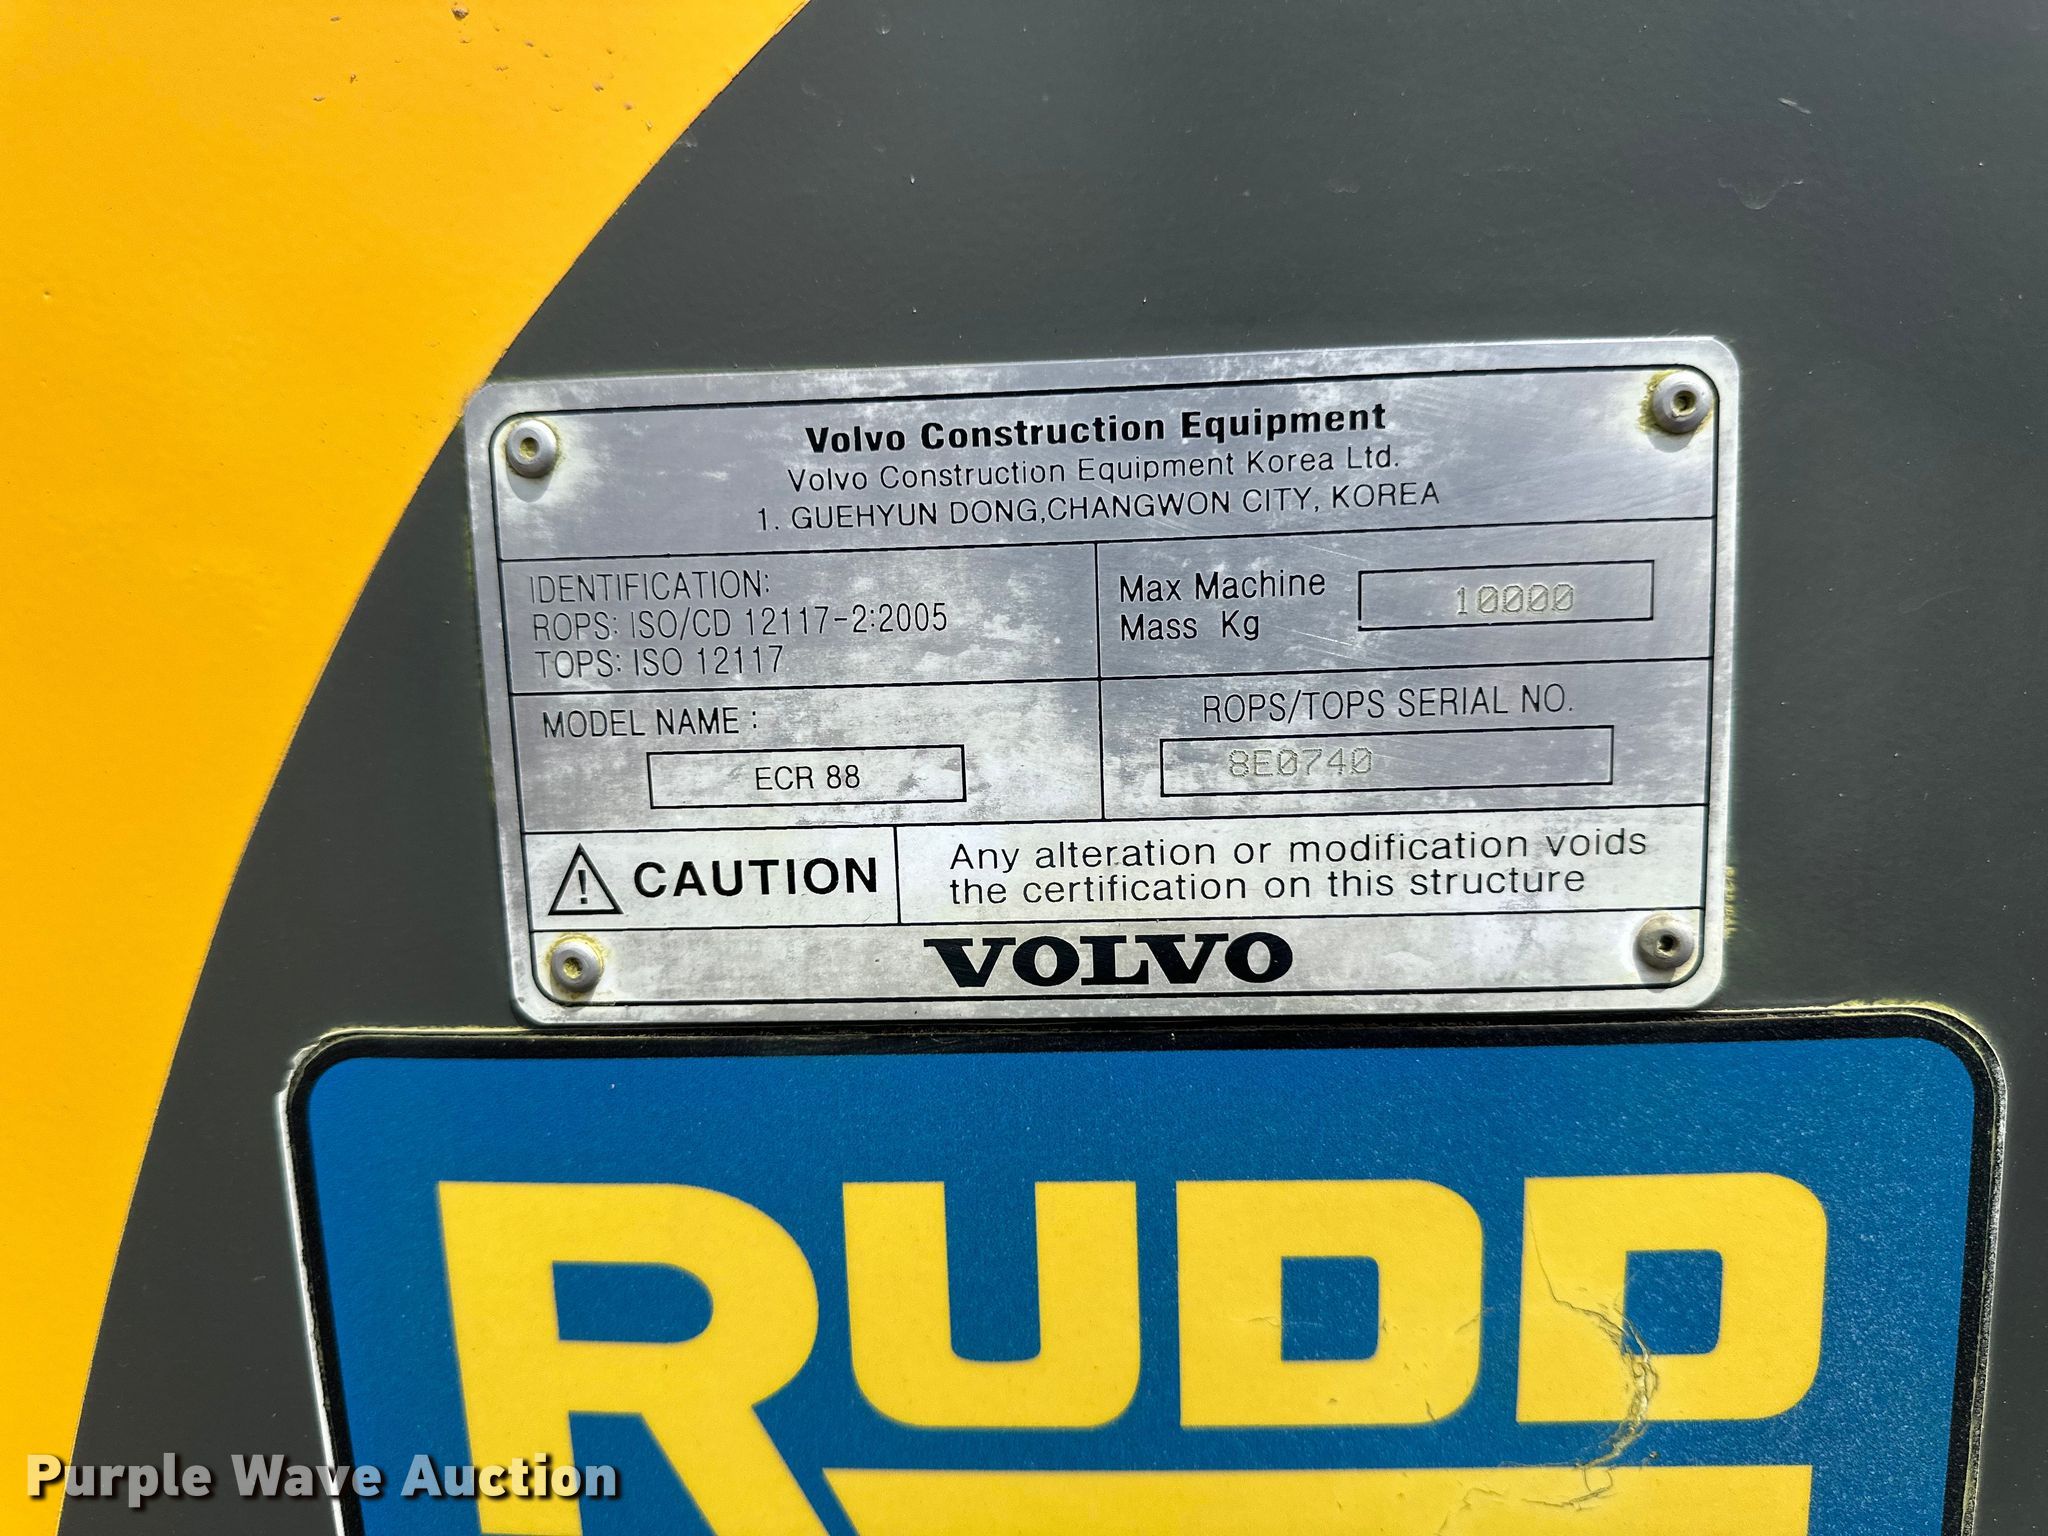 Volvo Construction Equipment
Volvo Construction Equipment Korea Ltd.
1. GUEHYUN DONG,CHANGWON CITY, KOREA
IDENTIFICATION:
ROPS: ISO/CD 12117-2:2005
TOPS: ISO 12117
Max Machine
Mass Kg
10000
MODEL NAME :
ECR 88
ROPS/TOPS SERIAL NO.
8E0740
! CAUTION
Any alteration or modification voids
the certification on this structure
VOLVO
RUDD
Purple Wave Auction